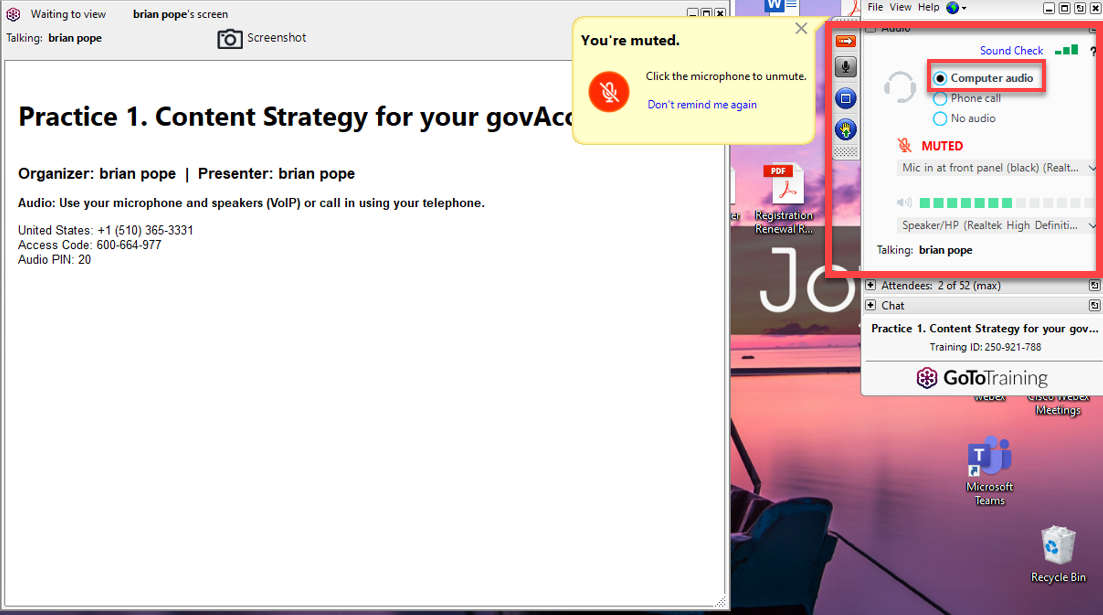 Waiting to view
brian pope's screen
Talking: brian pope
Screenshot
Practice 1. Content Strategy for your govAcc
Organizer: brian pope | Presenter: brian pope
Audio: Use your microphone and speakers (VoIP) or call in using your telephone.
United States: +1 (510) 365-3331
Access Code: 600-664-977
Audio PIN: 20
You're muted.
Click the microphone to unmute.
Don't remind me again
W
PDF
Registration
Renewal R...
Jo
File View Help
Audio
Sound Check
?
Computer audio
Phone call
No audio
MUTED
Mic in at front panel (black) (Realt...
Speaker/HP (Realtek High Definiti...
Talking: brian pope
Attendees: 2 of 52 (max)
Chat
Practice 1. Content Strategy for your gov...
Training ID: 250-921-788
GoToTraining
webex
Cisco Webex
Meetings
T
Microsoft
Teams
Recycle Bin